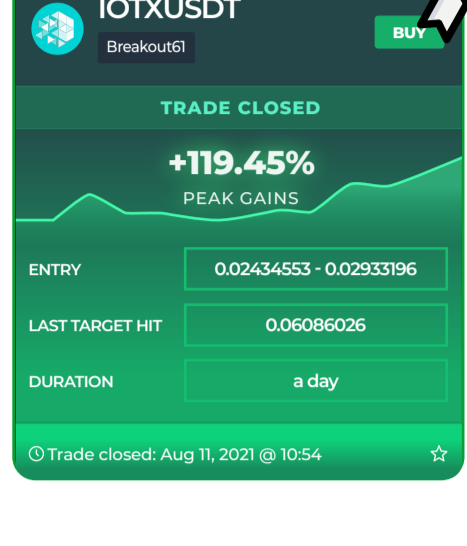 IOTXUSDT
Breakout61
BUY
TRADE CLOSED
+119.45%
PEAK GAINS
ENTRY
0.02434553 - 0.02933196
LAST TARGET HIT
0.06086026
DURATION
a day
Trade closed: Aug 11, 2021 @ 10:54